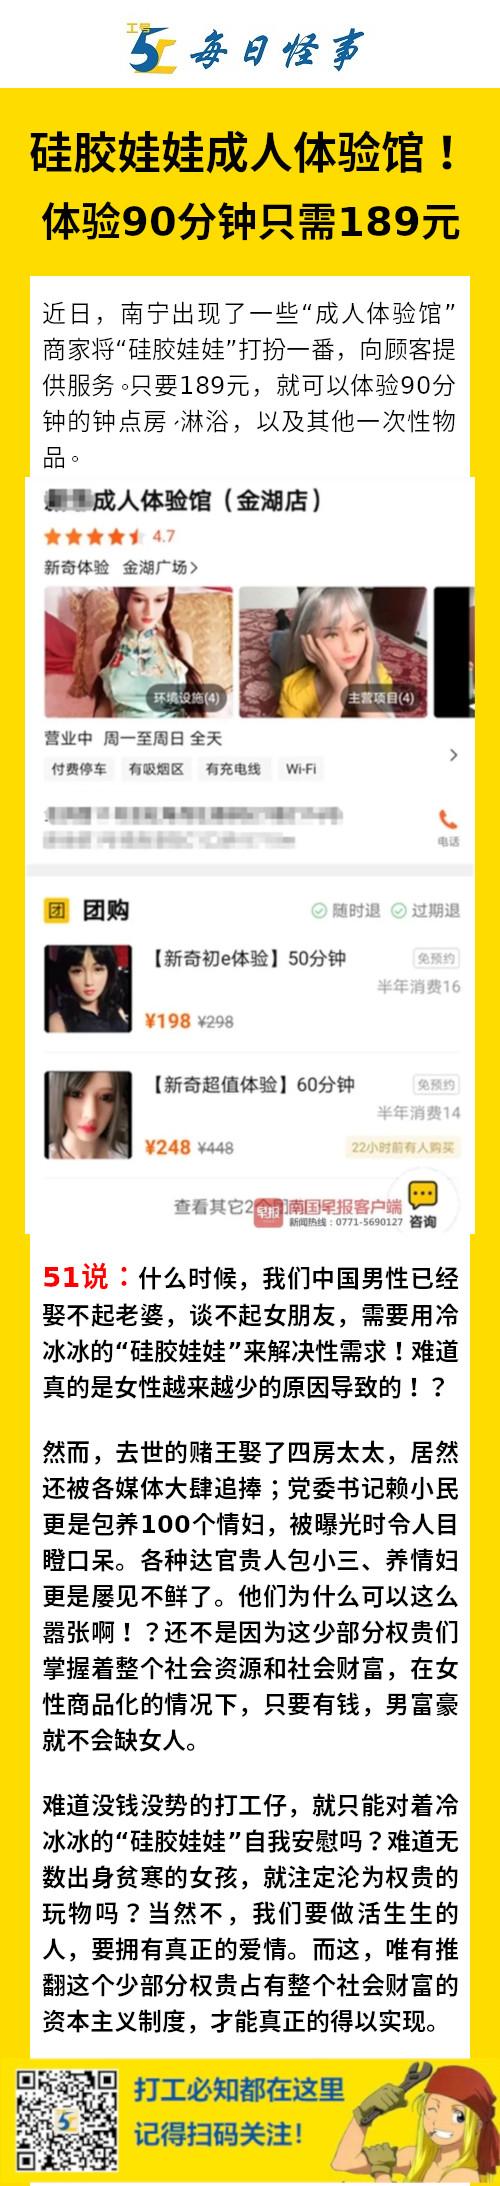 工号
51
每日怪事
硅胶娃娃成人体验馆！
体验90分钟只需189元
近日，南宁出现了一些“成人体验馆”
商家将“硅胶娃娃”打扮一番，向顾客提
供服务。只要189元，就可以体验90分
钟的钟点房、淋浴，以及其他一次性物
品。
成人体验馆（金湖店）
4.7
新奇体验 金湖广场>
环境设施(4)
主营项目(4)
营业中 周一至周日 全天
付费停车 有吸烟区 有充电线 Wi-Fi
电话
团 团购 随时退 过期退
【新奇初e体验】50分钟 免预约
半年消费16
¥198 ¥298
【新奇超值体验】60分钟 免预约
半年消费14
¥248 ¥448 22小时前有人购买
查看其它2个团
早报 南国早报客户端
新闻热线：0771-5690127
咨询
51说：什么时候，我们中国男性已经
娶不起老婆，谈不起女朋友，需要用冷
冰冰的“硅胶娃娃”来解决性需求！难道
真的是女性越来越少的原因导致的！？
然而，去世的赌王娶了四房太太，居然
还被各媒体大肆追捧；党委书记赖小民
更是包养100个情妇，被曝光时令人目
瞪口呆。各种达官贵人包小三、养情妇
更是屡见不鲜了。他们为什么可以这么
嚣张啊！？还不是因为这少部分权贵们
掌握着整个社会资源和社会财富，在女
性商品化的情况下，只要有钱，男富豪
就不会缺女人。
难道没钱没势的打工仔，就只能对着冷
冰冰的“硅胶娃娃”自我安慰吗？难道无
数出身贫寒的女孩，就注定沦为权贵的
玩物吗？当然不，我们要做活生生的
人，要拥有真正的爱情。而这，唯有推
翻这个少部分权贵占有整个社会财富的
资本主义制度，才能真正的得以实现。
打工必知都在这里
记得扫码关注！